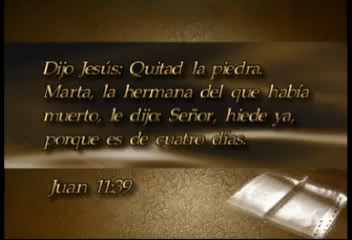 Dijo Jesús: Quitad la piedra.
Marta, la hermana del que había
muerto, le dijo: Señor, hiede ya,
porque es de cuatro días.
Juan 11:39